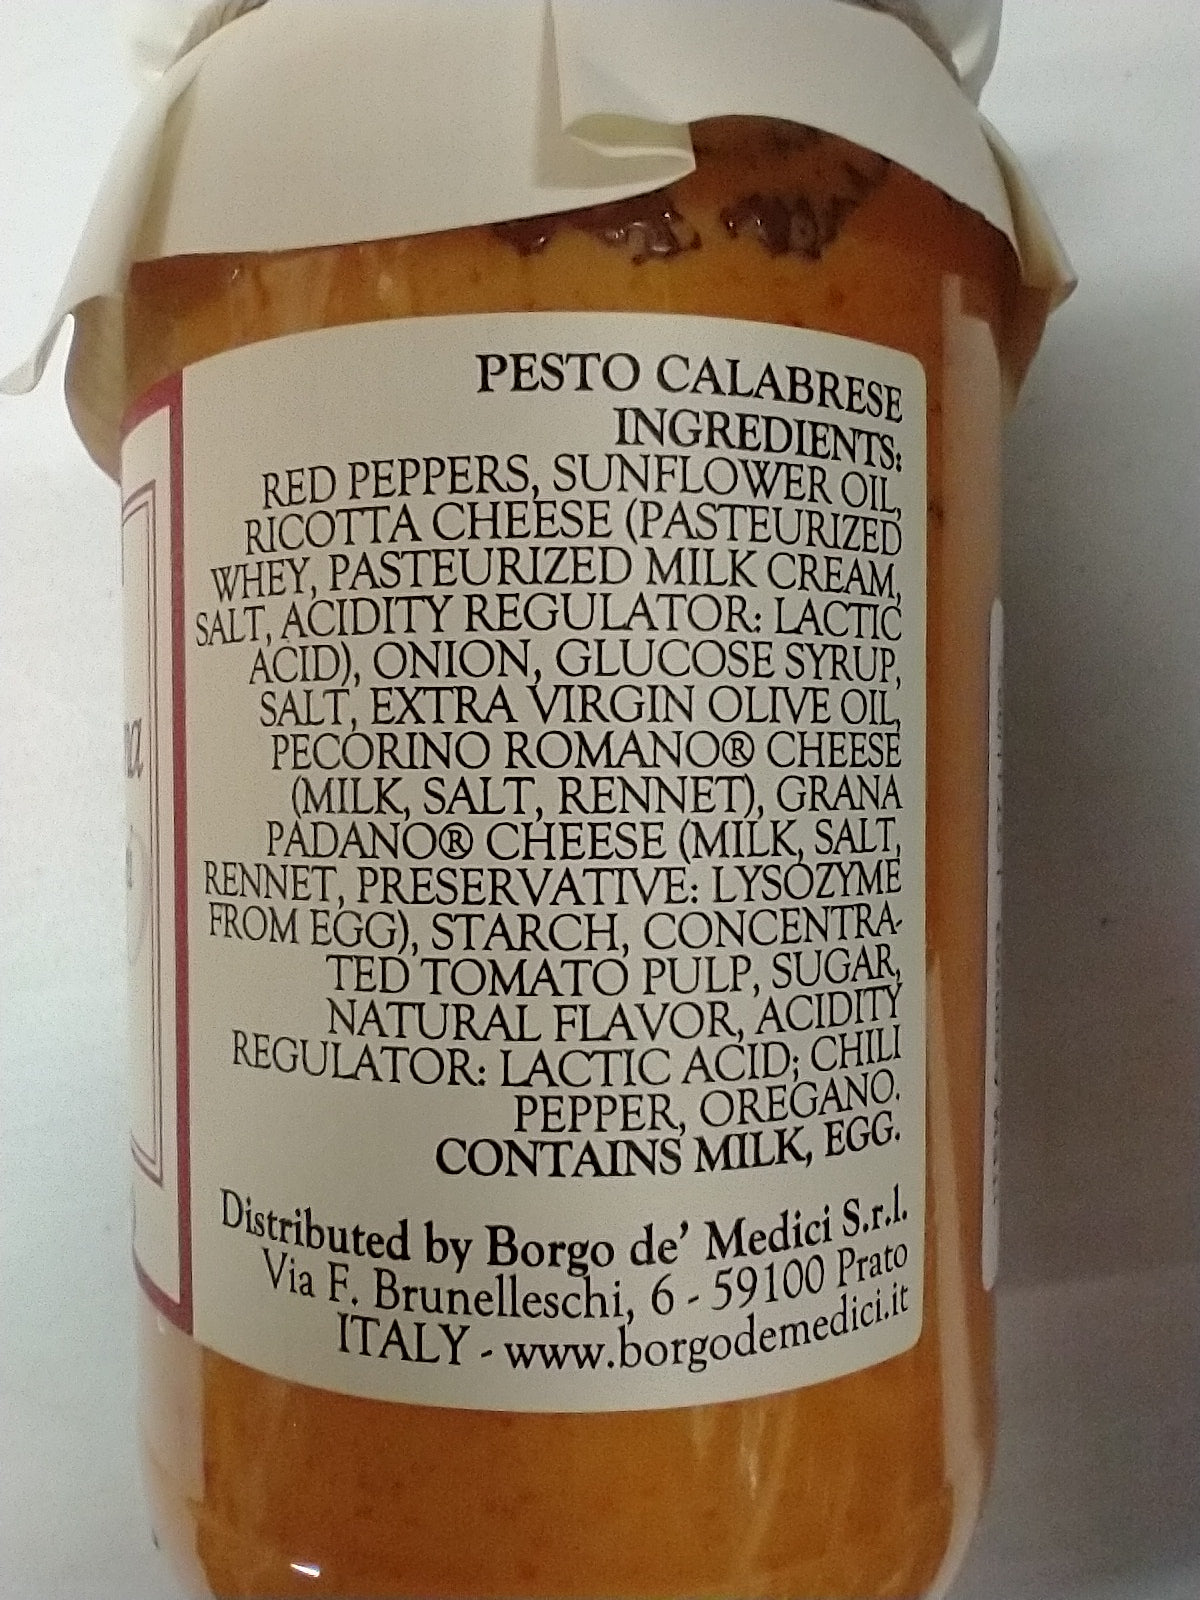 PESTO CALABRESE
INGREDIENTS:
RED PEPPERS, SUNFLOWER OIL,
RICOTTA CHEESE (PASTEURIZED
WHEY, PASTEURIZED MILK CREAM,
SALT, ACIDITY REGULATOR: LACTIC
ACID), ONION, GLUCOSE SYRUP,
SALT, EXTRA VIRGIN OLIVE OIL,
PECORINO ROMANO® CHEESE
(MILK, SALT, RENNET), GRANA
PADANO® CHEESE (MILK, SALT,
RENNET, PRESERVATIVE: LYSOZYME
FROM EGG), STARCH, CONCENTRA-
TED TOMATO PULP, SUGAR,
NATURAL FLAVOR, ACIDITY
REGULATOR: LACTIC ACID; CHILI
PEPPER, OREGANO.
CONTAINS MILK, EGG.
Distributed by Borgo de' Medici S.r.l.
Via F. Brunelleschi, 6 - 59100 Prato
ITALY - www.borgodemedici.it